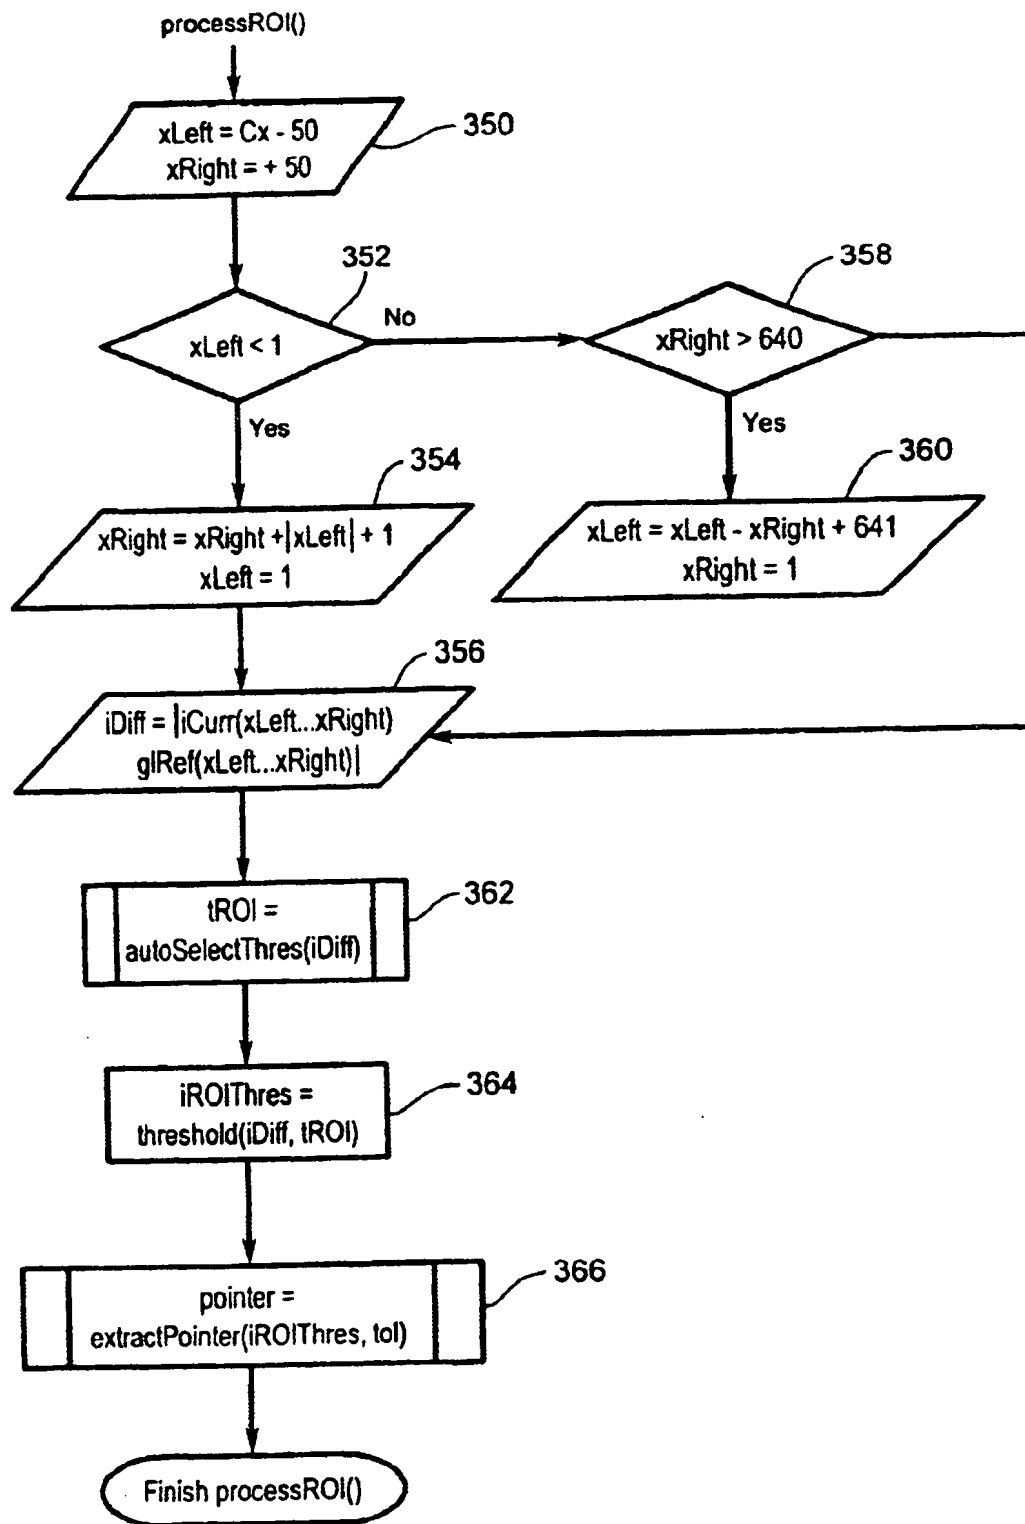 processROI()
xLeft = Cx - 50
xRight = + 50
350
352
xLeft < 1
No
Yes
358
xRight > 640
Yes
354
xRight = xRight +|xLeft| + 1
xLeft = 1
360
xLeft = xLeft - xRight + 641
xRight = 1
356
iDiff = |iCurr(xLeft...xRight)
glRef(xLeft...xRight)|
362
tROI =
autoSelectThres(iDiff)
364
iROIThres =
threshold(iDiff, tROI)
366
pointer =
extractPointer(iROIThres, tol)
Finish processROI()